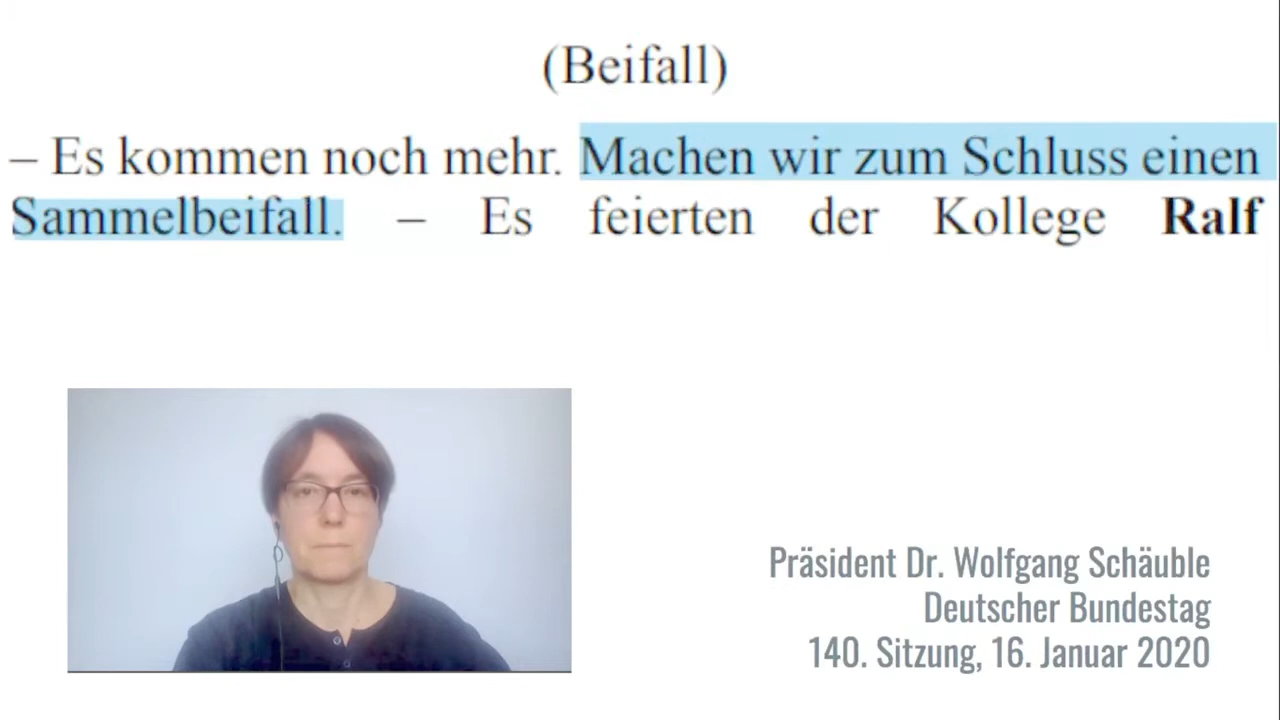 (Beifall)
– Es kommen noch mehr. Machen wir zum Schluss einen
Sammelbeifall. – Es feierten der Kollege Ralf
Präsident Dr. Wolfgang Schäuble
Deutscher Bundestag
140. Sitzung, 16. Januar 2020